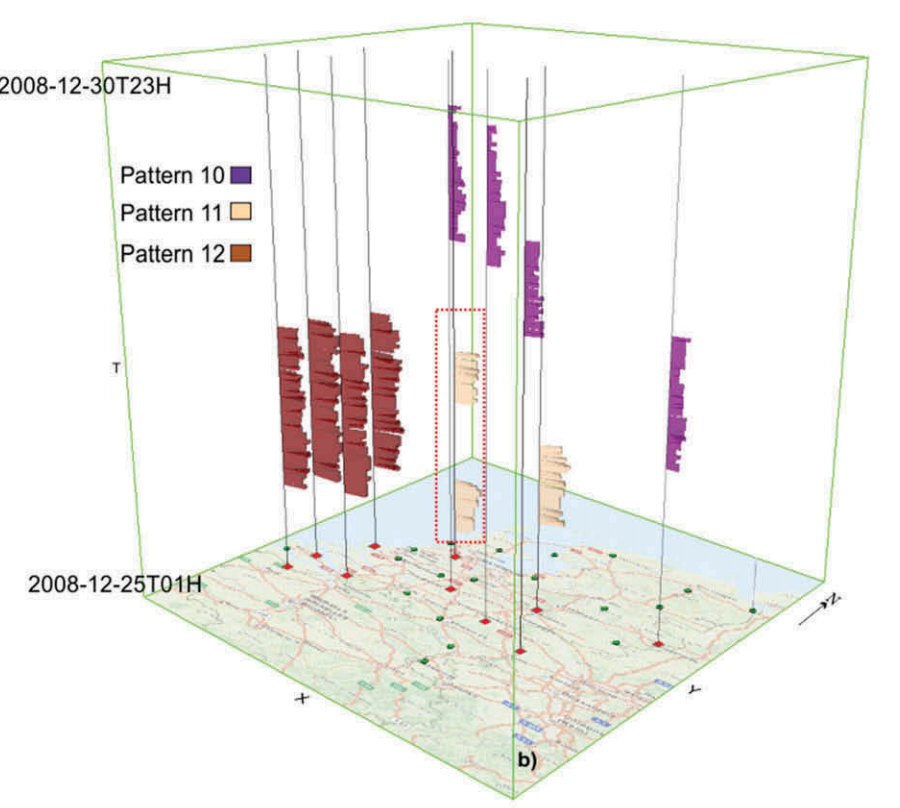 2008-12-30T23H
Pattern 10
Pattern 11
Pattern 12
T
2008-12-25T01H
N
X
Y
b)